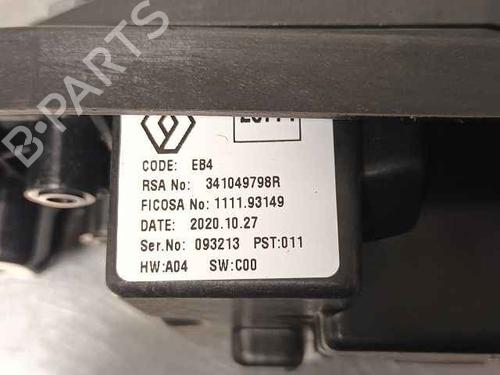 B-PARTS
CODE: EB4
RSA No: 341049798R
FICOSA No: 1111.93149
DATE: 2020.10.27
Ser.No: 093213 PST:011
HW:A04 SW:C00